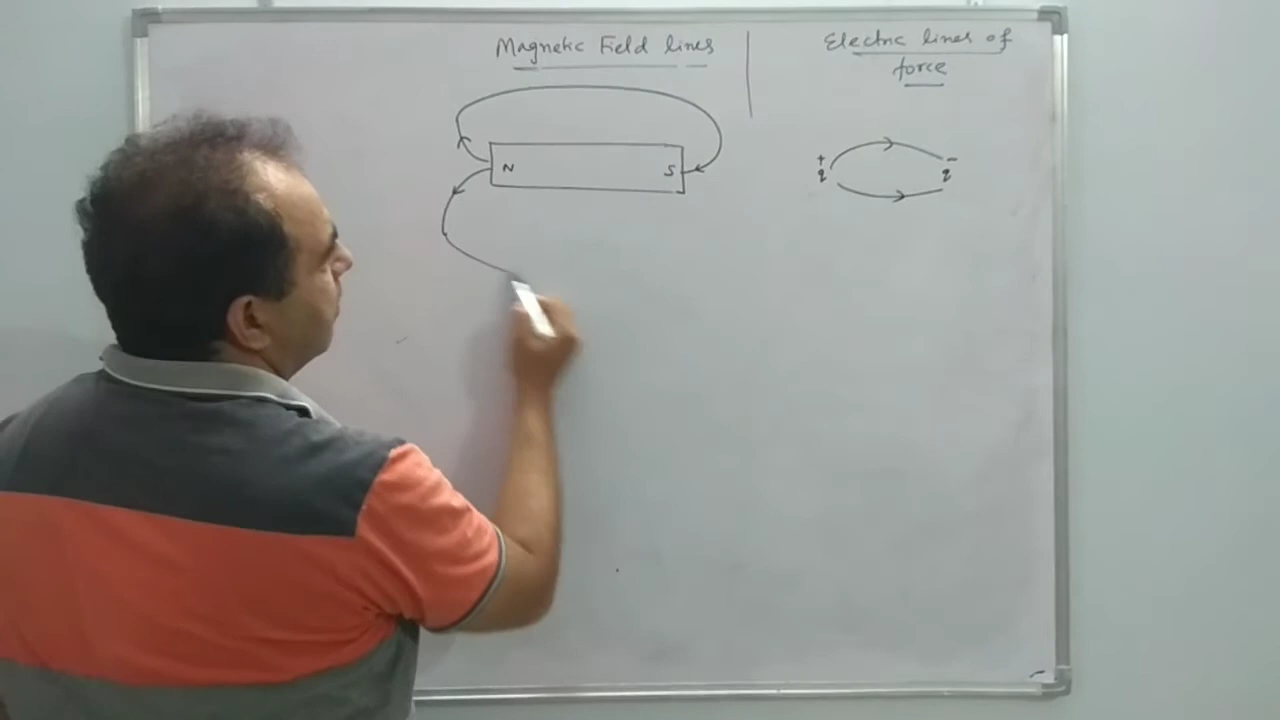 Magnetic Field lines
Electric lines of
force
N
S
+
-
q
q